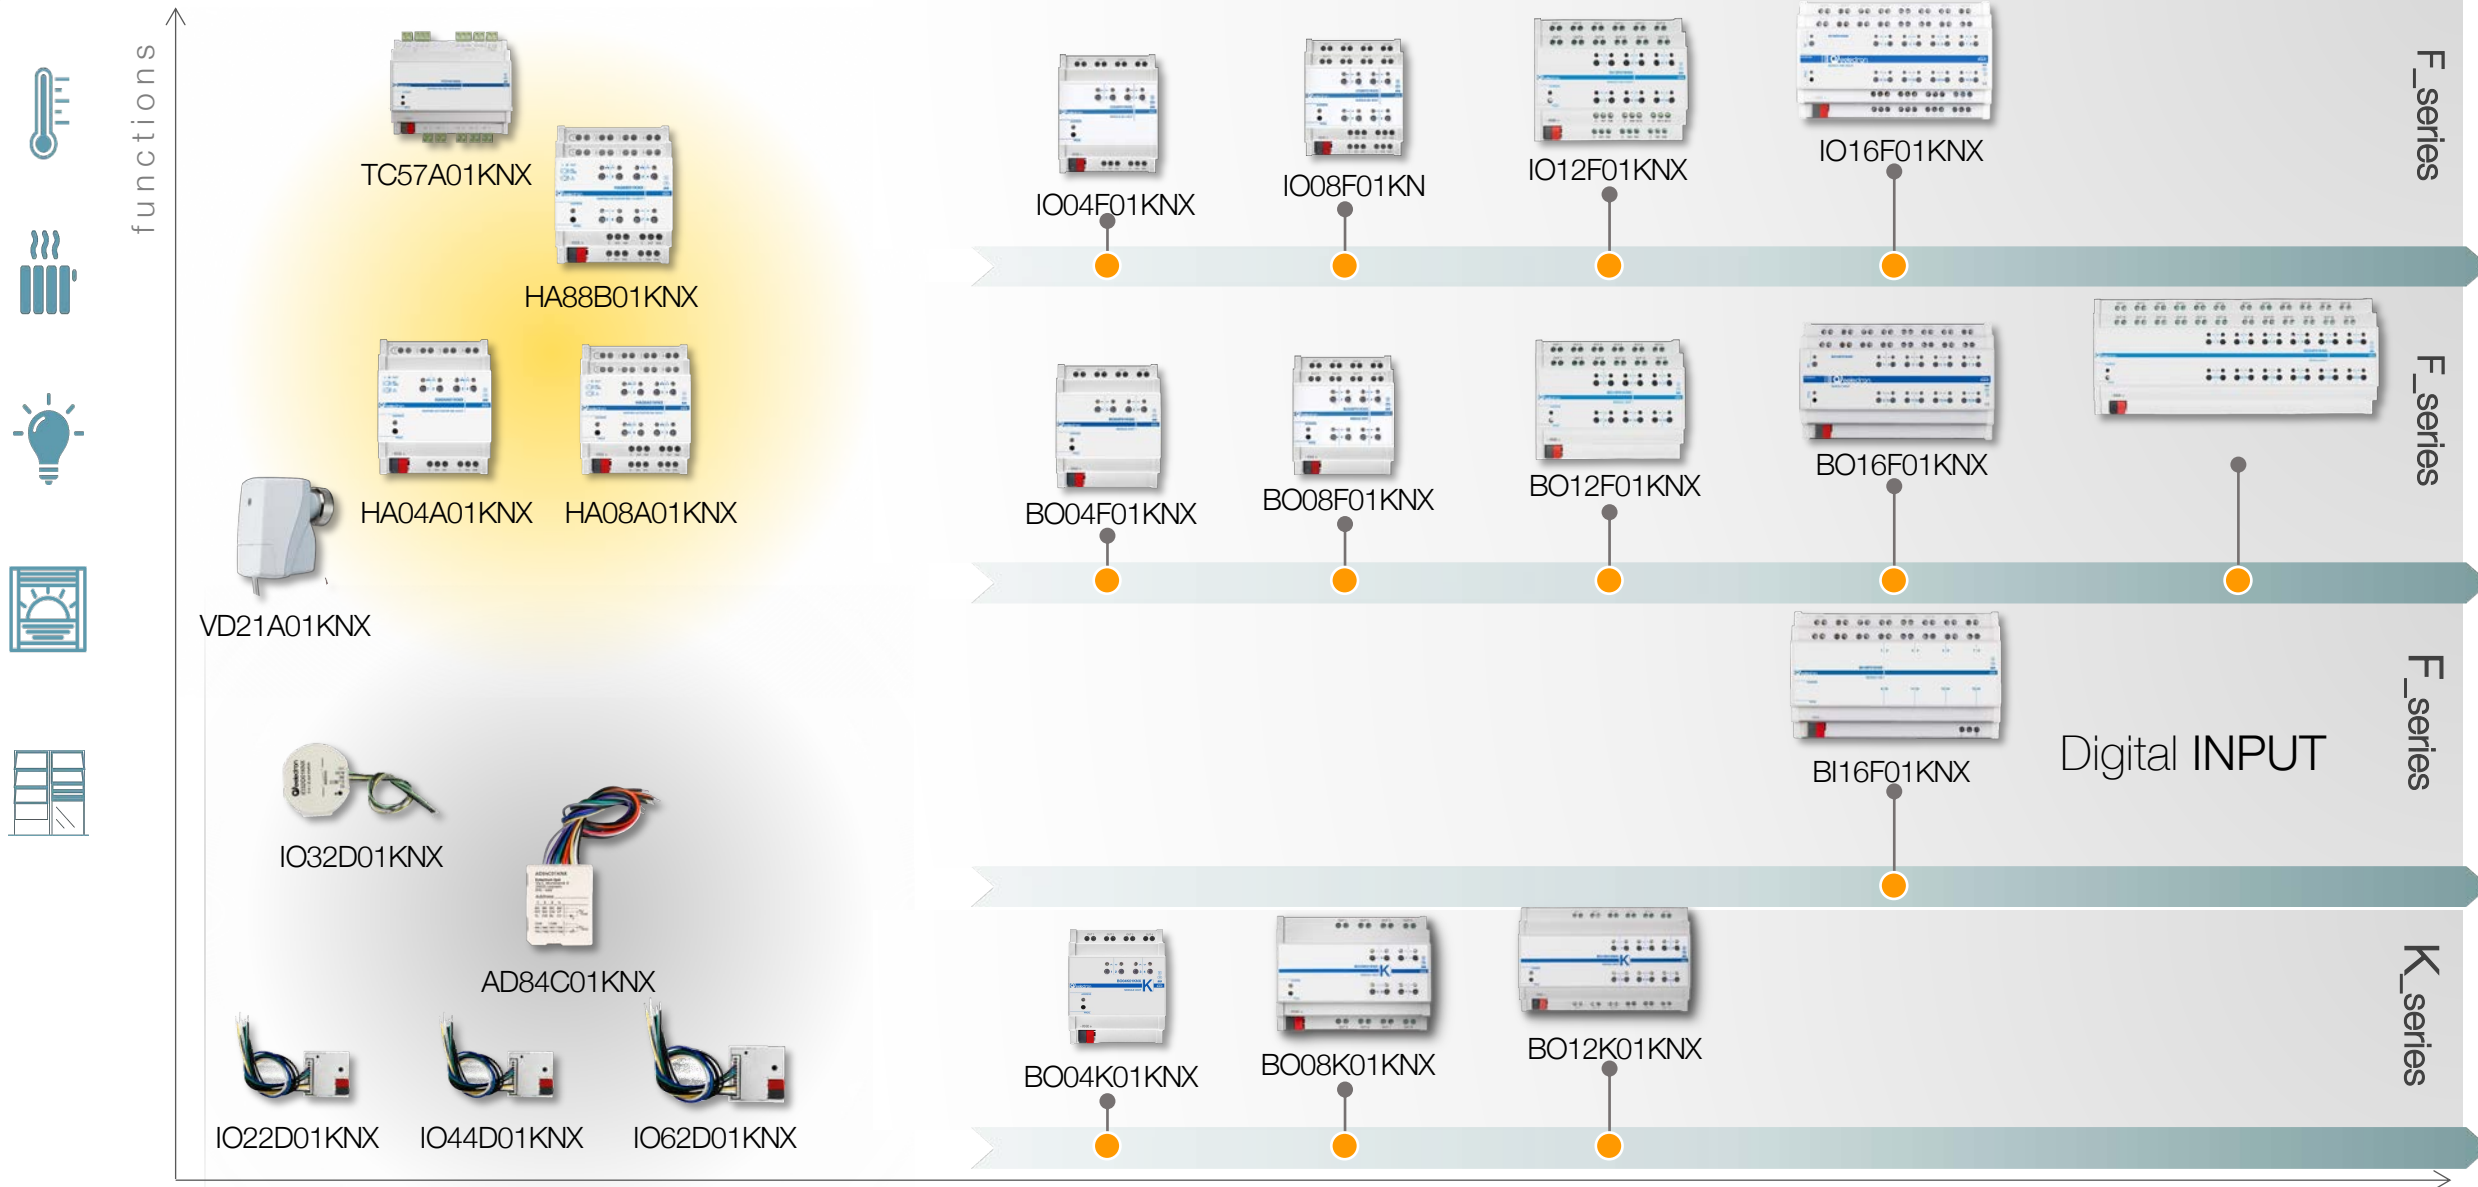 functions
TC57A01KNX
HA88B01KNX
HA04A01KNX
HA08A01KNX
VD21A01KNX
IO32D01KNX
AD84C01KNX
IO22D01KNX
IO44D01KNX
IO62D01KNX
IO04F01KNX
IO08F01KN
IO12F01KNX
IO16F01KNX
F_series
BO04F01KNX
BO08F01KNX
BO12F01KNX
BO16F01KNX
F_series
BI16F01KNX
Digital INPUT
F_series
BO04K01KNX
BO08K01KNX
BO12K01KNX
K_series